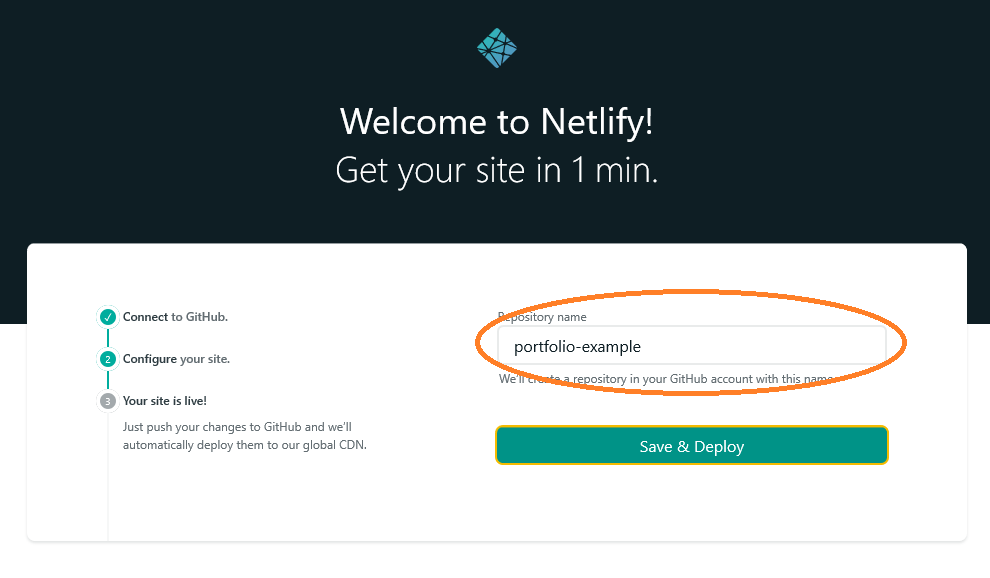 Welcome to Netlify!
Get your site in 1 min.
✓ Connect to GitHub.
2 Configure your site.
3 Your site is live!
Just push your changes to GitHub and we'll
automatically deploy them to our global CDN.
Repository name
portfolio-example
We'll create a repository in your GitHub account with this name.
Save & Deploy